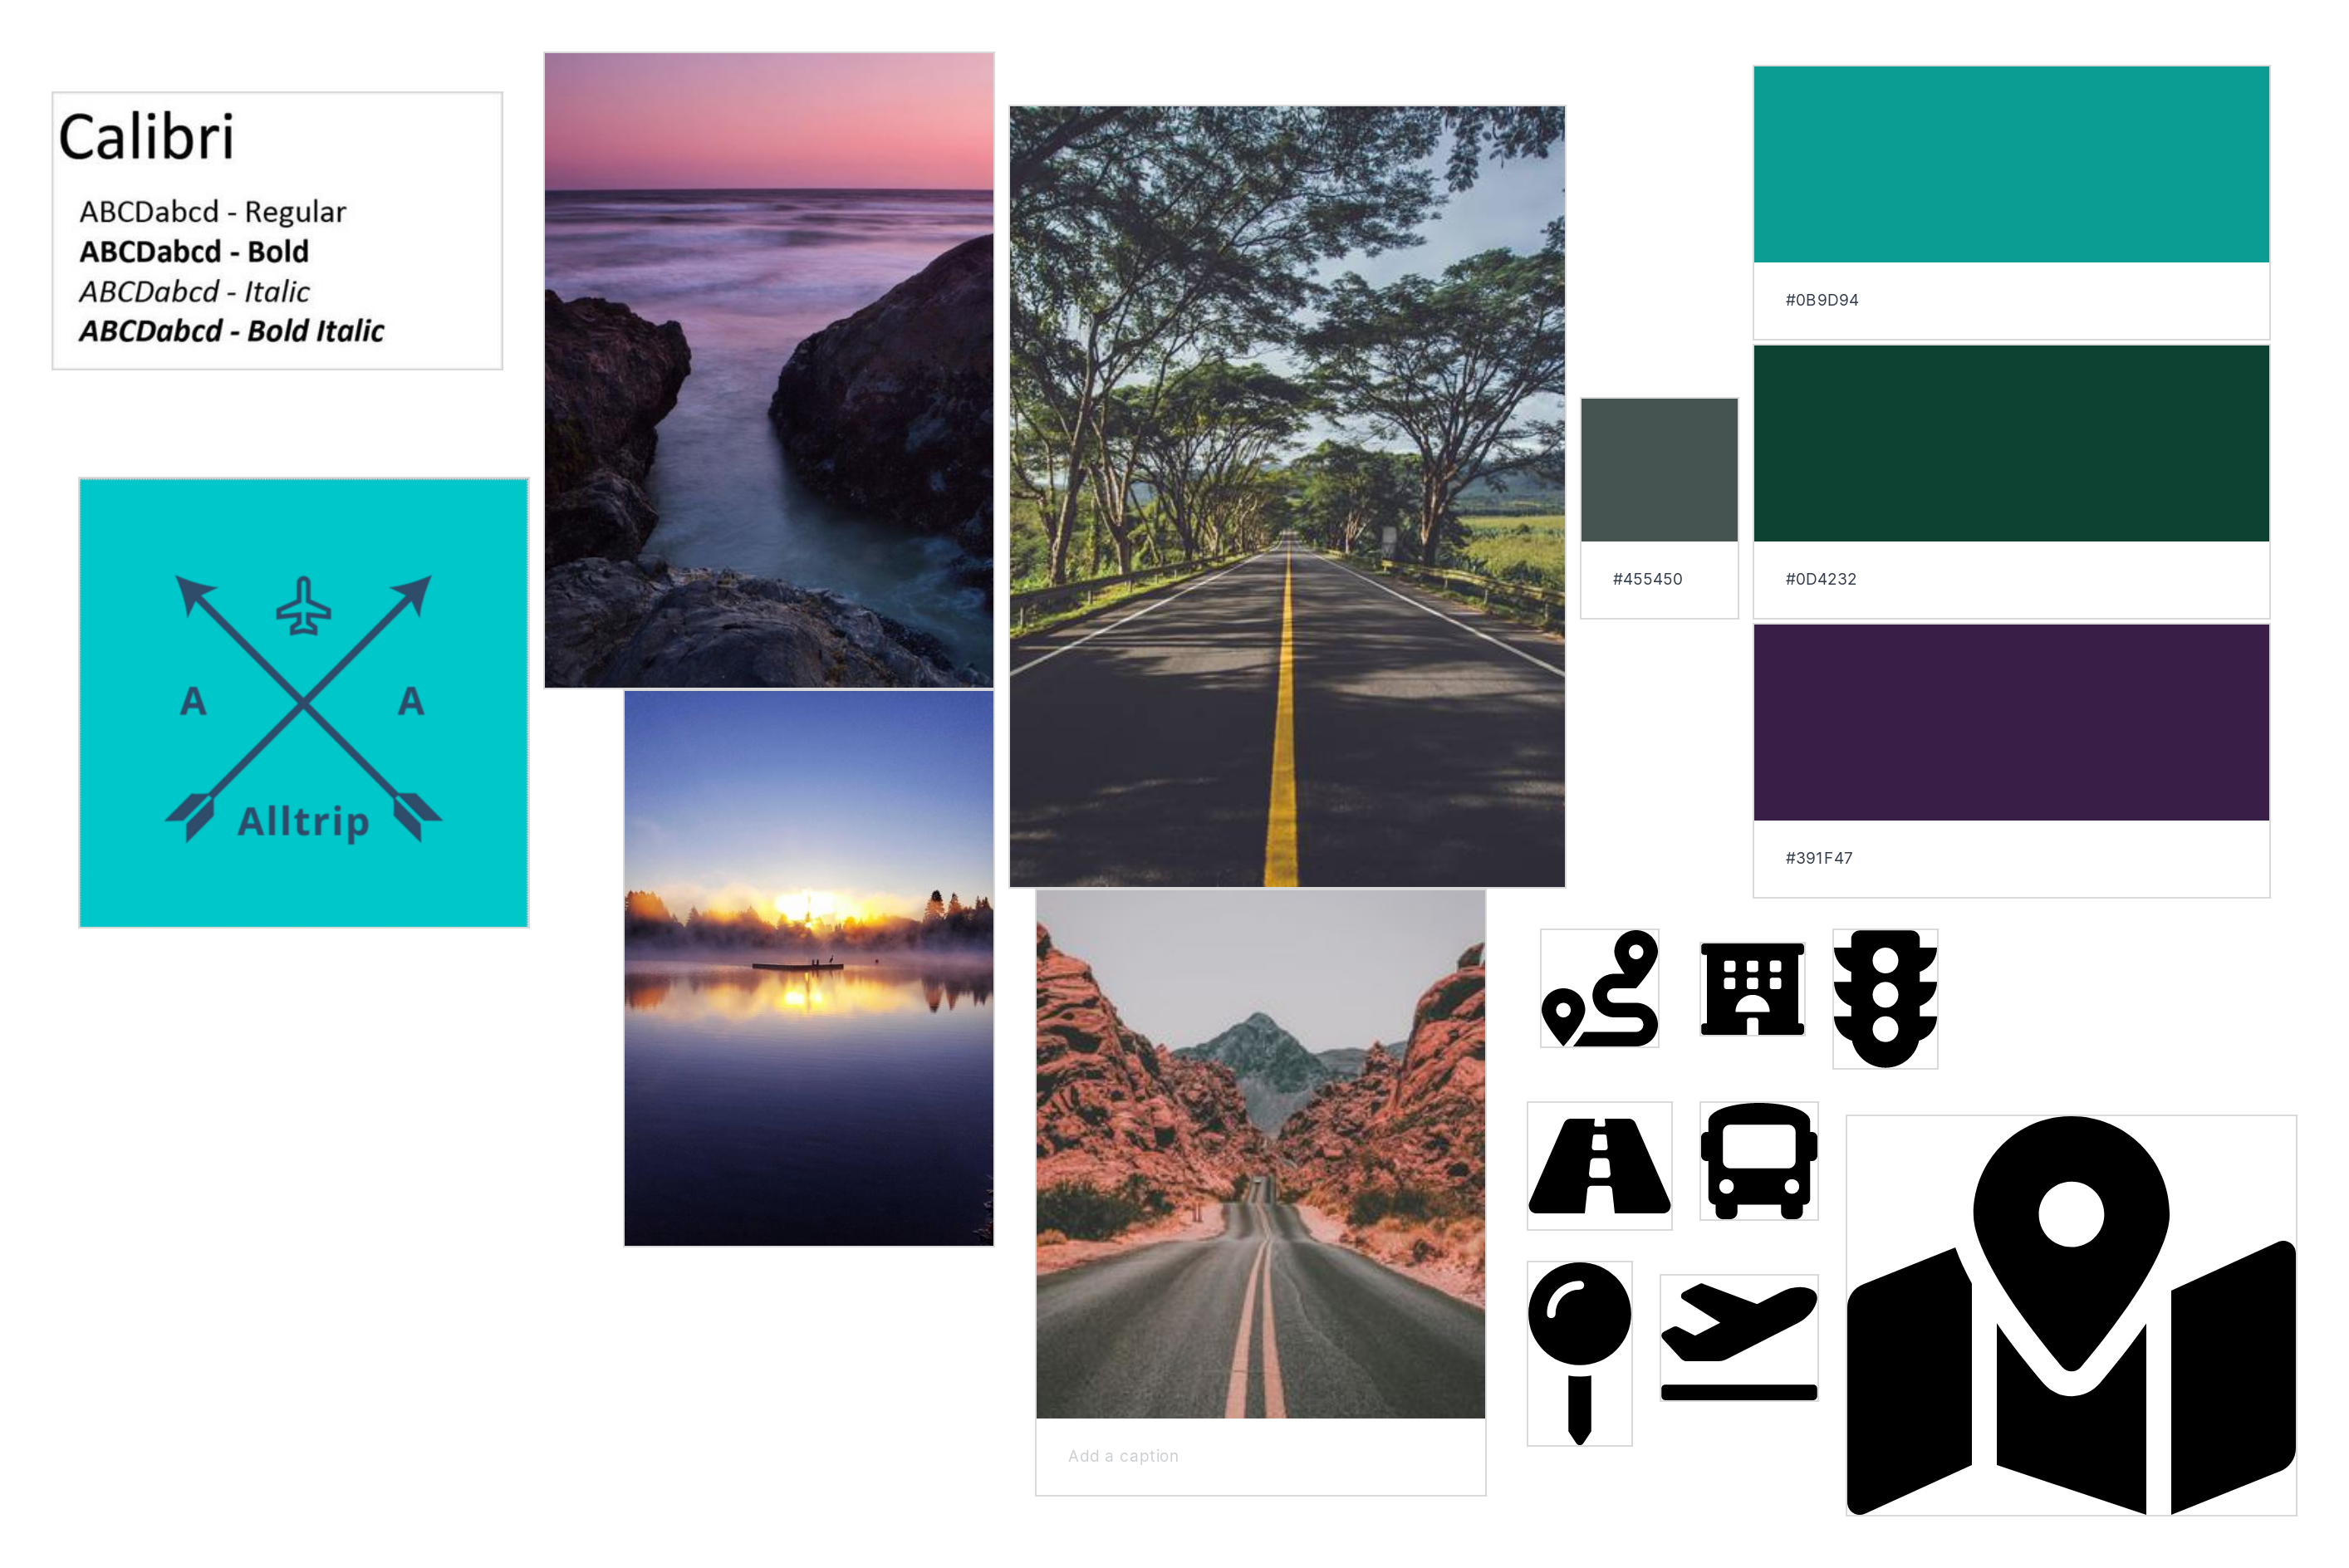 Calibri
ABCDabcd - Regular
ABCDabcd - Bold
ABCDabcd - Italic
ABCDabcd - Bold Italic
A
A
Alltrip
#455450
#0B9D94
#0D4232
#391F47
Add a caption